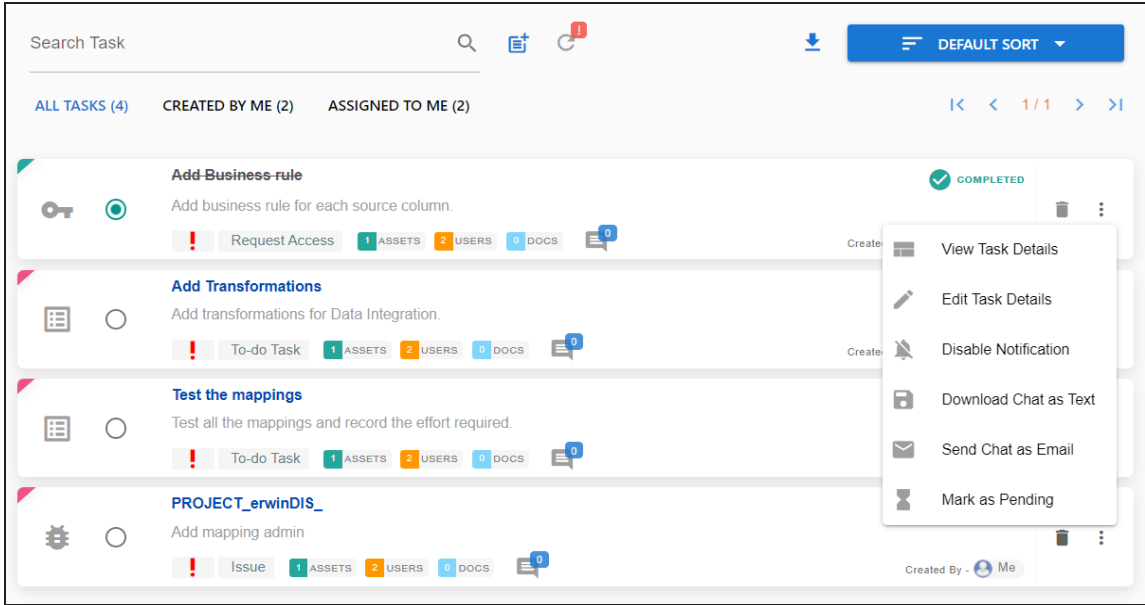 Search Task
!
DEFAULT SORT
ALL TASKS (4) CREATED BY ME (2) ASSIGNED TO ME (2)
1 / 1
Add Business rule
COMPLETED
Add business rule for each source column.
Request Access 1 ASSETS 2 USERS 0 DOCS 0
Created
View Task Details
Edit Task Details
Disable Notification
Download Chat as Text
Send Chat as Email
Mark as Pending
Add Transformations
Add transformations for Data Integration.
To-do Task 1 ASSETS 2 USERS 0 DOCS 0
Create
Test the mappings
Test all the mappings and record the effort required.
To-do Task 1 ASSETS 2 USERS 0 DOCS 0
PROJECT_erwinDIS_
Add mapping admin
Issue 1 ASSETS 2 USERS 0 DOCS 0
Created By - Me